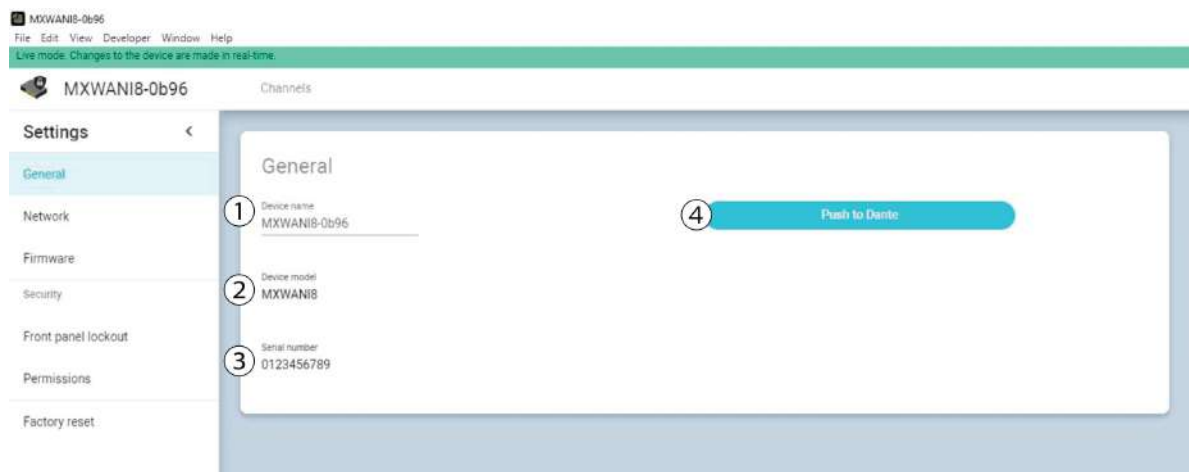 MXWANI8-0b96
File Edit View Developer Window Help
Live mode: Changes to the device are made in real-time.
MXWANI8-0b96 Channels
Settings <
General
Network
Firmware
Security
Front panel lockout
Permissions
Factory reset
General
1 Device name
MXWANI8-0b96
4 Push to Dante
2 Device model
MXWANI8
3 Serial number
0123456789